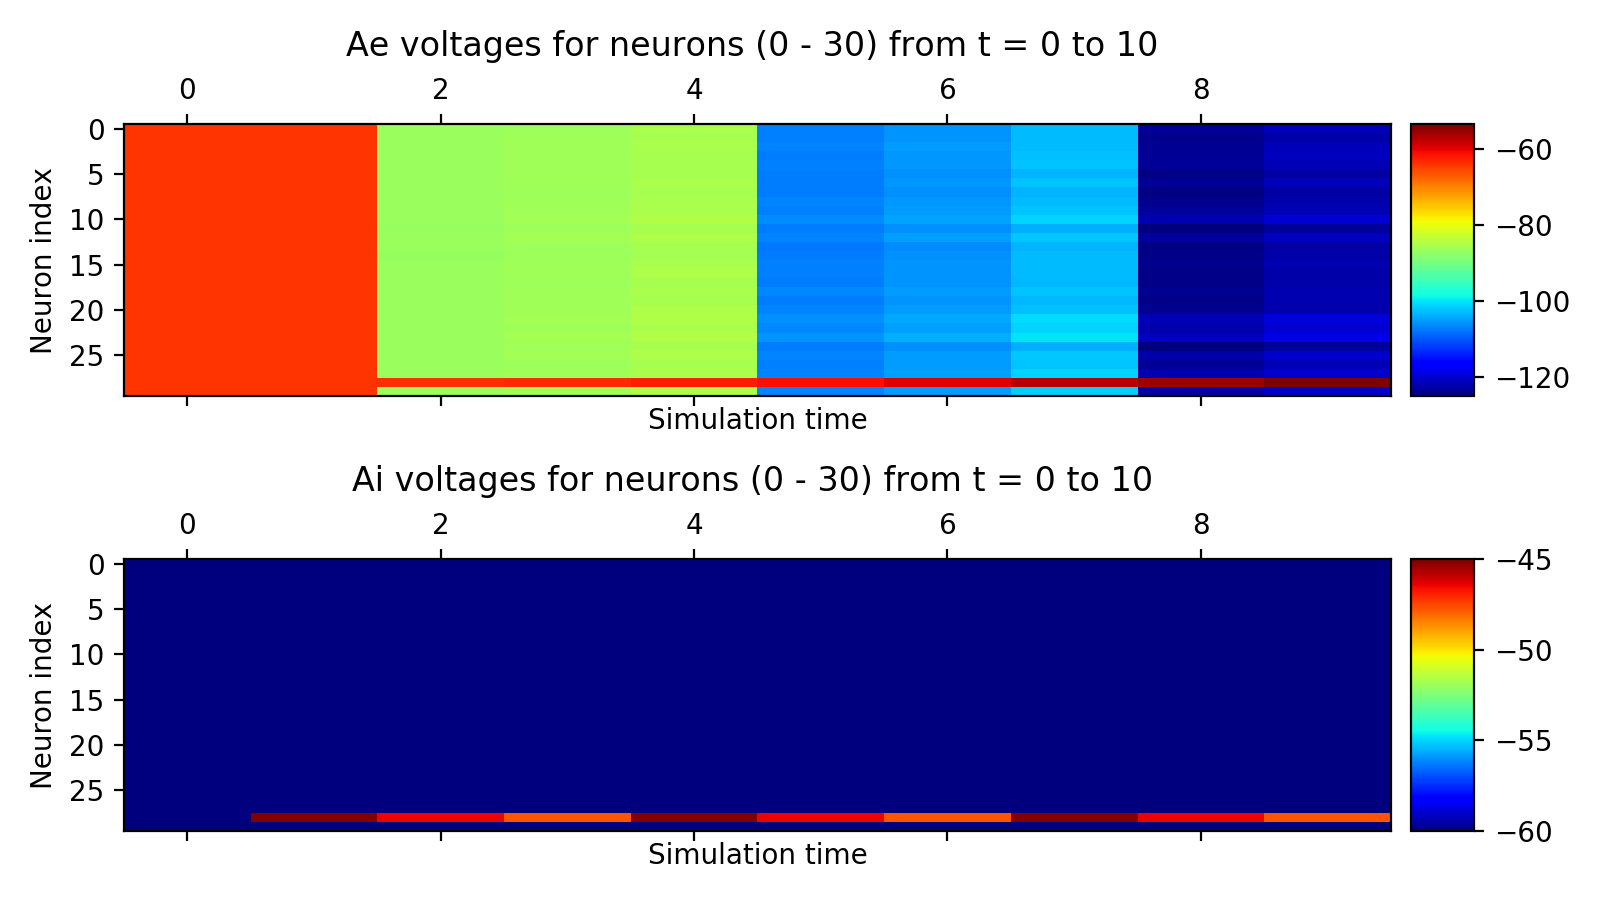 Ae voltages for neurons (0 - 30) from t = 0 to 10
0 2 4 6 8
Neuron index
0
5
10
15
20
25
−60
−80
−100
−120
Simulation time
Ai voltages for neurons (0 - 30) from t = 0 to 10
0 2 4 6 8
Neuron index
0
5
10
15
20
25
−45
−50
−55
−60
Simulation time